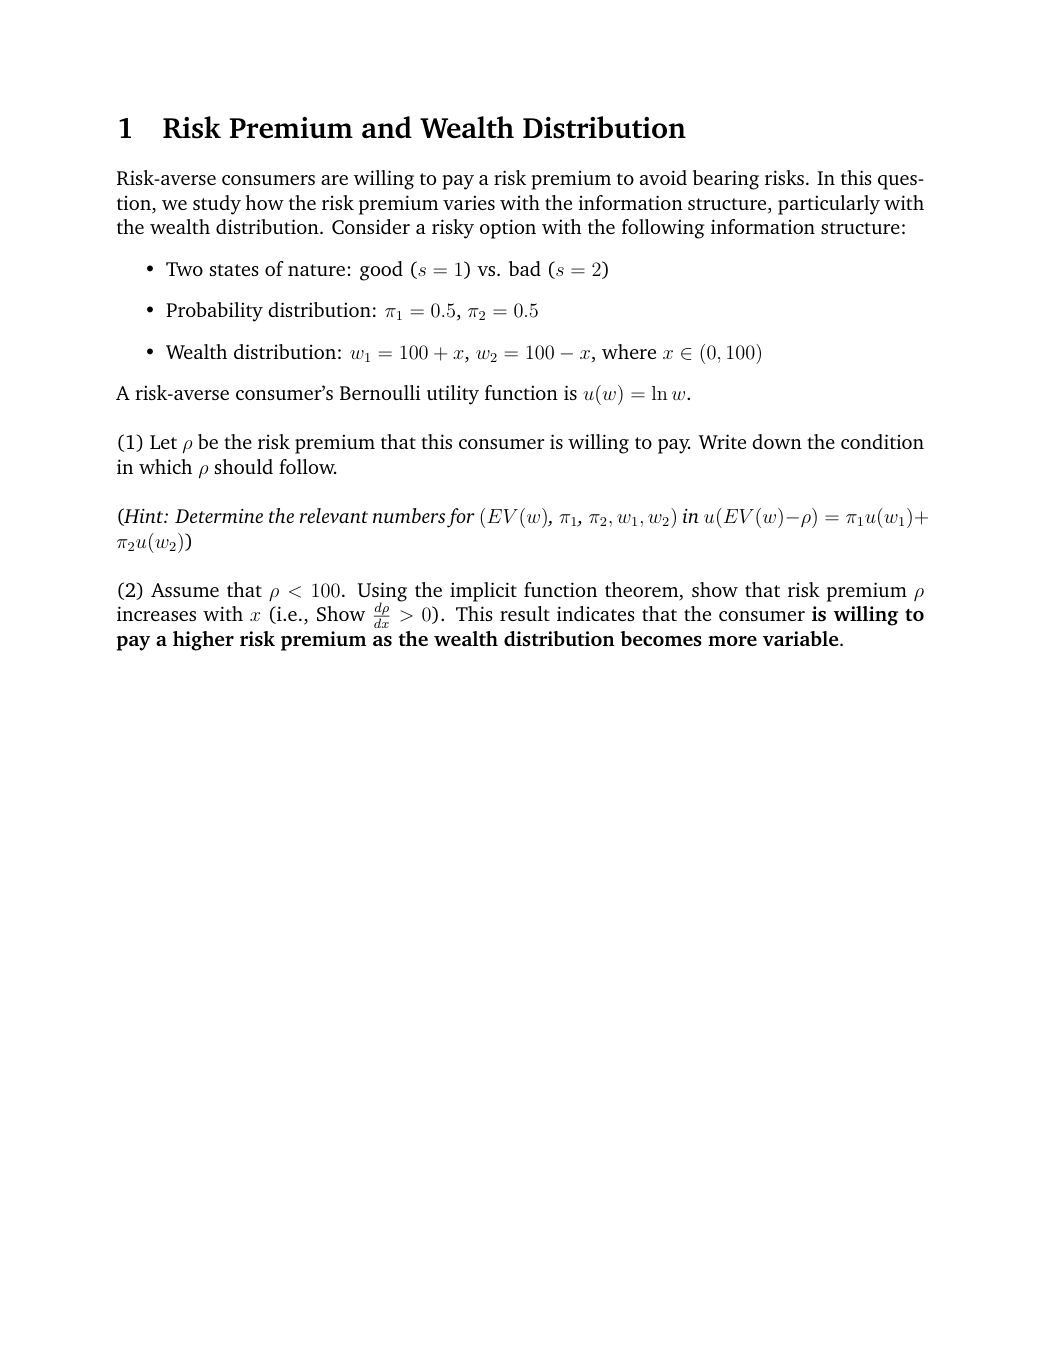 1 Risk Premium and Wealth Distribution
Risk-averse consumers are willing to pay a risk premium to avoid bearing risks. In this ques-
tion, we study how the risk premium varies with the information structure, particularly with
the wealth distribution. Consider a risky option with the following information structure:
• Two states of nature: good (s = 1) vs. bad (s = 2)
• Probability distribution: π₁ = 0.5, π₂ = 0.5
• Wealth distribution: w₁ = 100 + x, w₂ = 100 − x, where x ∈ (0, 100)
A risk-averse consumer's Bernoulli utility function is u(w) = ln w.
(1) Let ρ be the risk premium that this consumer is willing to pay. Write down the condition
in which ρ should follow.
(Hint: Determine the relevant numbers for (EV(w), π₁, π₂, w₁, w₂) in u(EV(w)−ρ) = π₁u(w₁)+
π₂u(w₂))
(2) Assume that ρ < 100. Using the implicit function theorem, show that risk premium ρ
increases with x (i.e., Show dρ/dx > 0). This result indicates that the consumer is willing to
pay a higher risk premium as the wealth distribution becomes more variable.